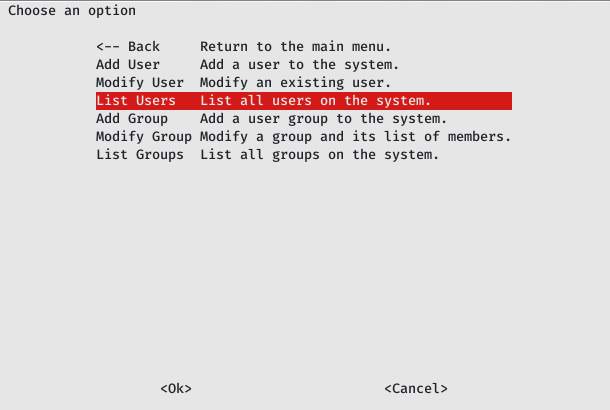 Choose an option
<-- Back     Return to the main menu.
Add User     Add a user to the system.
Modify User  Modify an existing user.
List Users   List all users on the system.
Add Group    Add a user group to the system.
Modify Group Modify a group and its list of members.
List Groups  List all groups on the system.
<Ok>                        <Cancel>